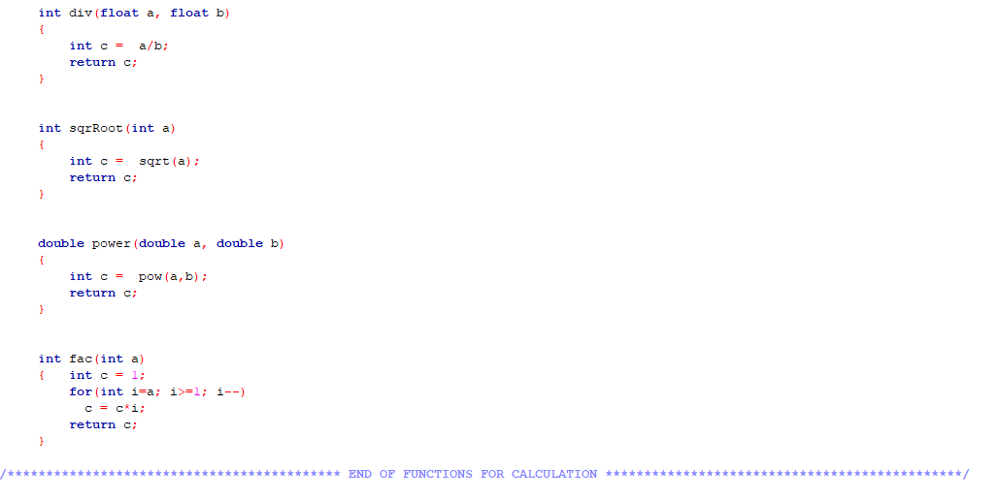 int div(float a, float b)
{
int c =  a/b;
return c;
}
int sqrRoot(int a)
{
int c =  sqrt(a);
return c;
}
double power(double a, double b)
{
int c =  pow(a,b);
return c;
}
int fac(int a)
{   int c = 1;
for(int i=a; i>=1; i--)
c = c*i;
return c;
}
/******************************************* END OF FUNCTIONS FOR CALCULATION **********************************************/